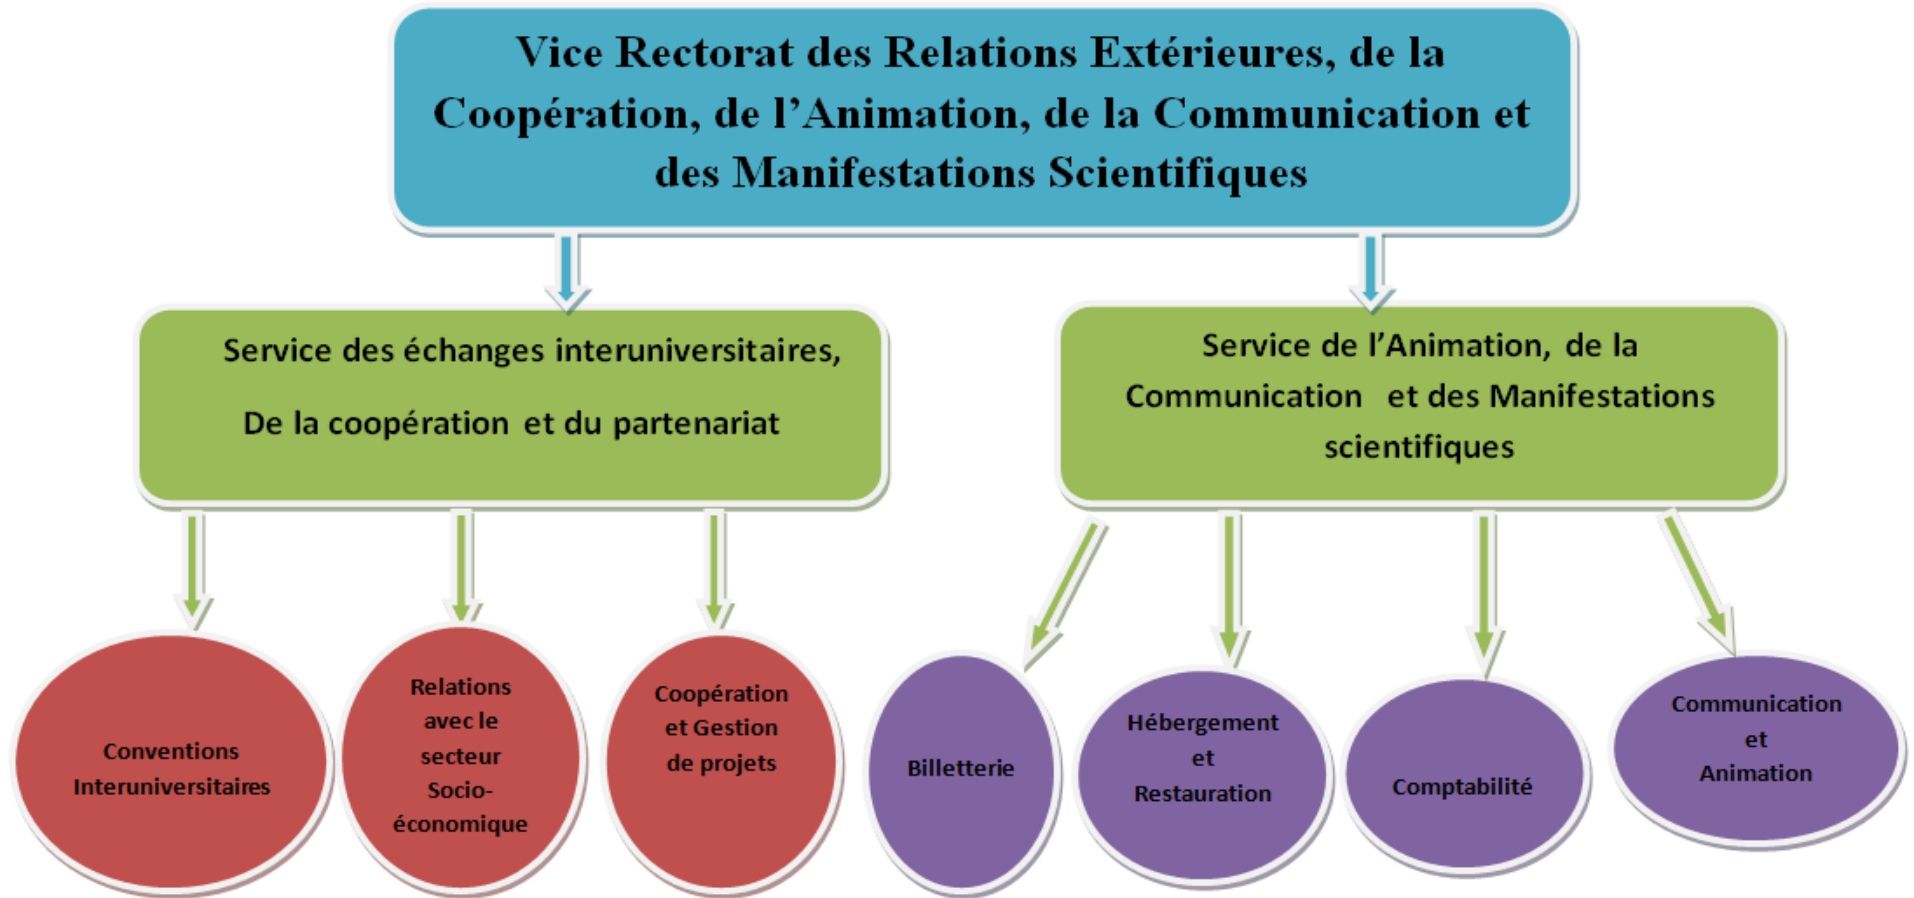 Vice Rectorat des Relations Extérieures, de la
Coopération, de l’Animation, de la Communication et
des Manifestations Scientifiques
Service des échanges interuniversitaires,
De la coopération et du partenariat
Service de l’Animation, de la
Communication et des Manifestations
scientifiques
Conventions
Interuniversitaires
Relations
avec le
secteur
Socio-
économique
Coopération
et Gestion
de projets
Billetterie
Hébergement
et
Restauration
Comptabilité
Communication
et
Animation